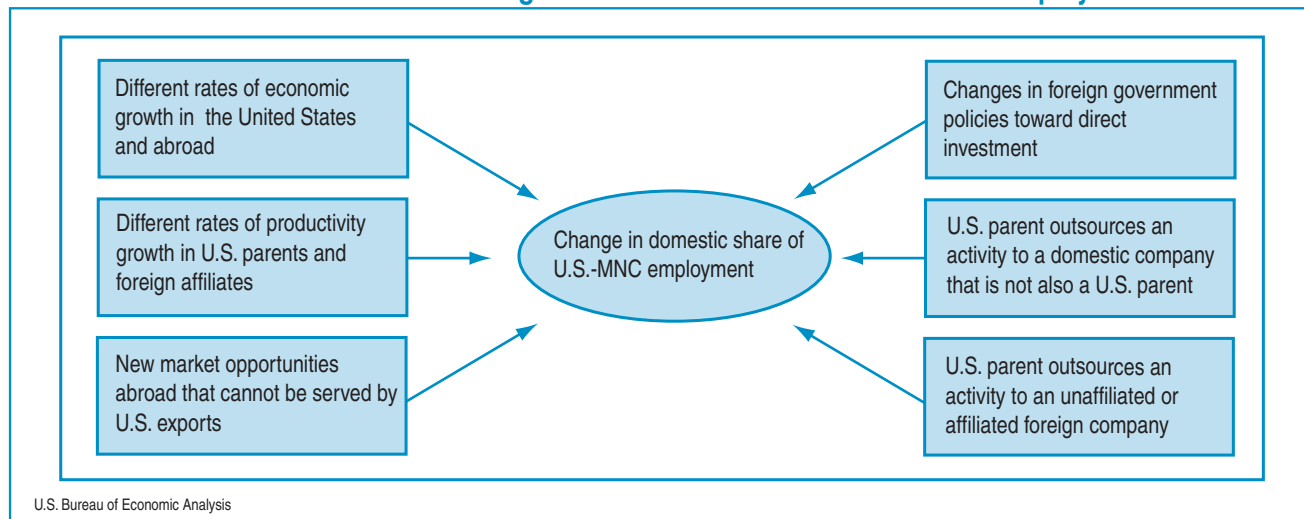 Different rates of economic
growth in the United States
and abroad
Different rates of productivity
growth in U.S. parents and
foreign affiliates
New market opportunities
abroad that cannot be served by
U.S. exports
Change in domestic share of
U.S.-MNC employment
Changes in foreign government
policies toward direct
investment
U.S. parent outsources an
activity to a domestic company
that is not also a U.S. parent
U.S. parent outsources an
activity to an unaffiliated or
affiliated foreign company
U.S. Bureau of Economic Analysis